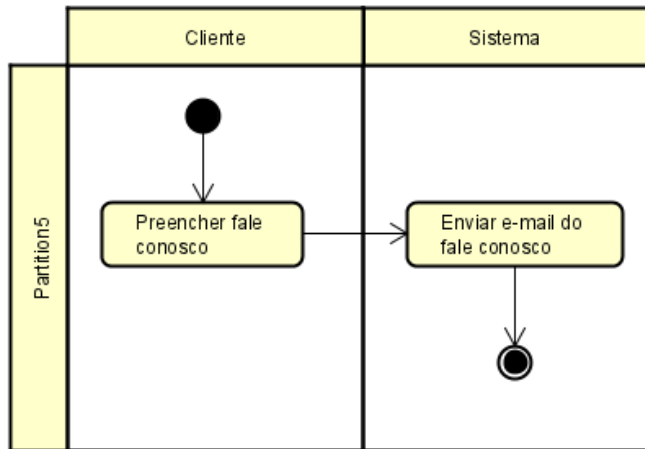 Cliente
Sistema
Partition5
Preencher fale
conosco
Enviar e-mail do
fale conosco